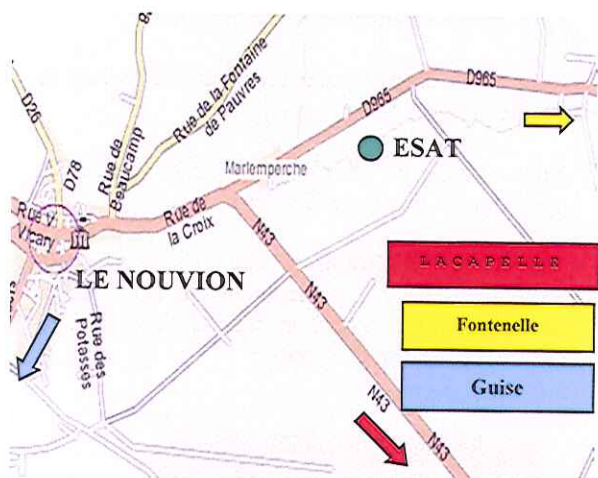 D26
D78
Rue de
Beaucamp
Rue de la Fontaine
de Pauvres
D965
D965
ESAT
Marlemperche
Rue V.
Vicary
Rue de
la Croix
N43
N43
LE NOUVION
Rue des
Potasses
LACAPELLE
Fontenelle
Guise
N43
N43